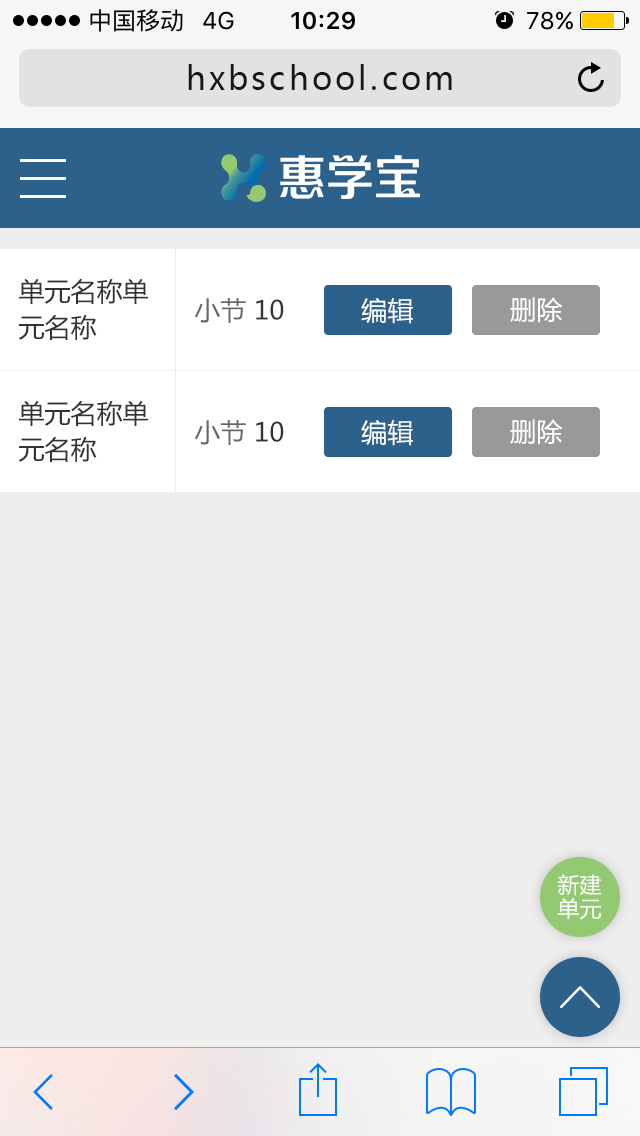 中国移动 4G 10:29 78%
hxbschool.com
惠学宝
单元名称单
元名称
小节 10 编辑 删除
单元名称单
元名称
小节 10 编辑 删除
新建
单元